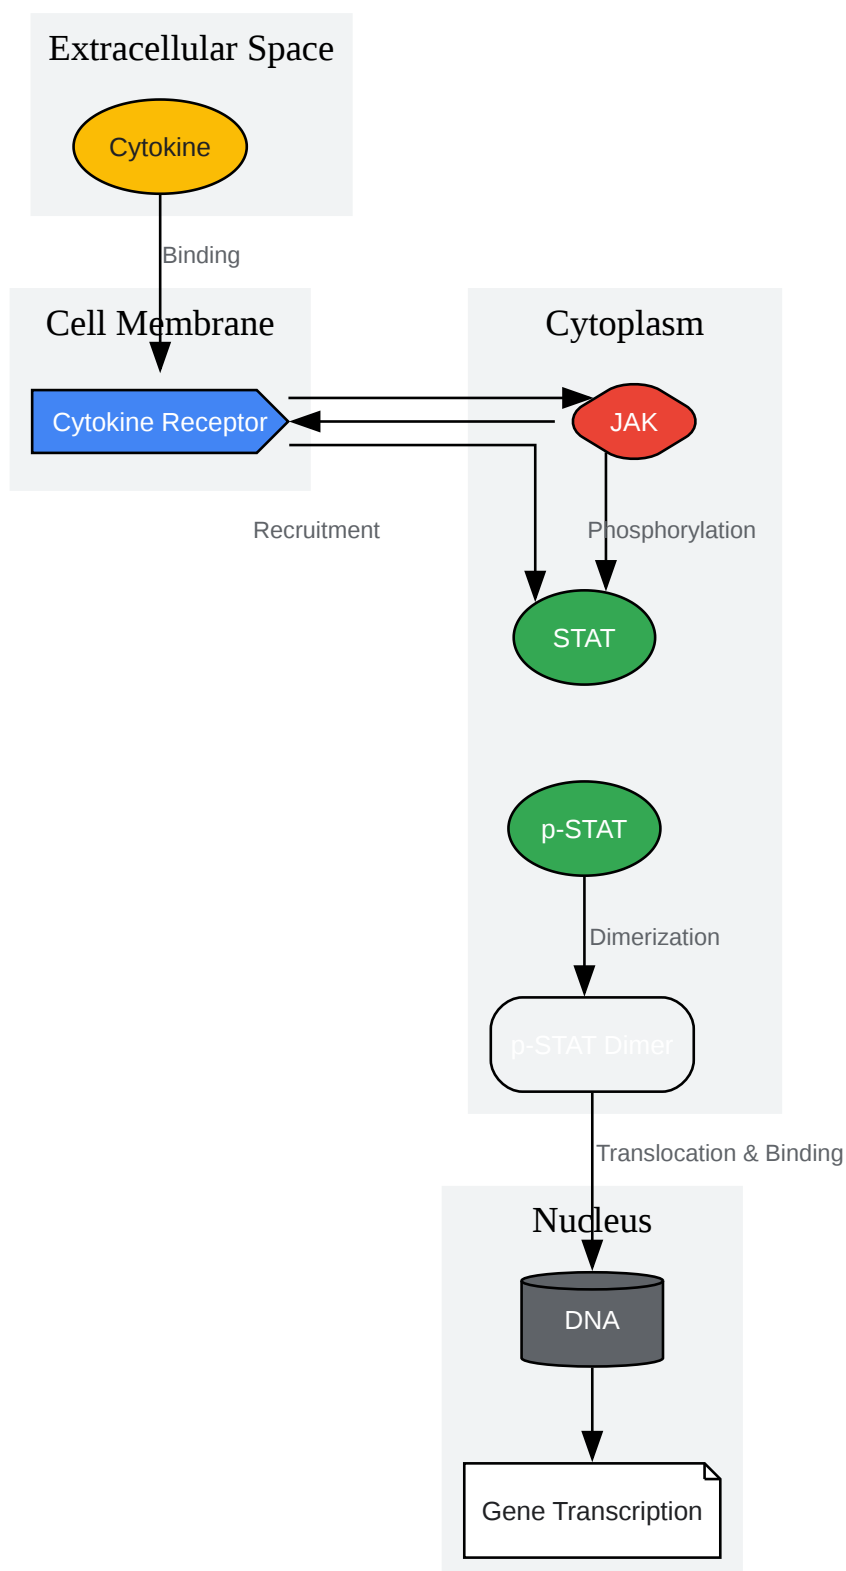 Extracellular Space
Cytokine
Binding
Cell Membrane
Cytoplasm
Cytokine Receptor
JAK
Recruitment
Phosphorylation
STAT
p-STAT
Dimerization
p-STAT Dimer
Translocation & Binding
Nucleus
DNA
Gene Transcription